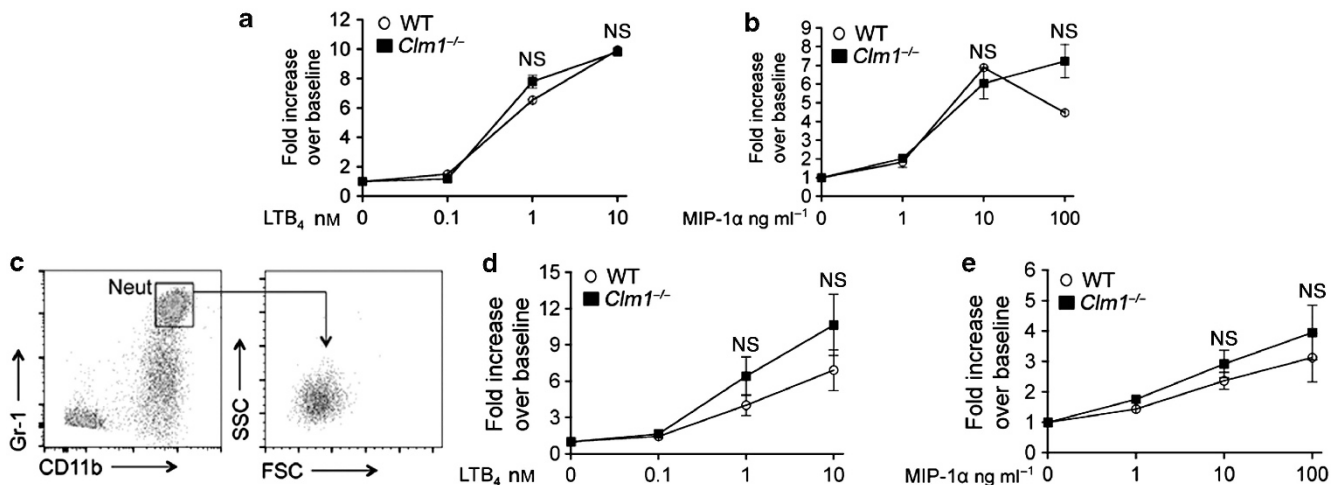 a
WT
Clm1–/–
Fold increase
over baseline
12
10
8
6
4
2
0
NS
NS
LTB4 nM
0
0.1
1
10
b
WT
Clm1–/–
Fold increase
over baseline
9
8
7
6
5
4
3
2
1
0
NS
NS
MIP-1α ng ml–1
0
1
10
100
c
Neut
Gr-1
CD11b
SSC
FSC
d
WT
Clm1–/–
Fold increase
over baseline
15
12
9
6
3
0
NS
NS
LTB4 nM
0
0.1
1
10
e
WT
Clm1–/–
Fold increase
over baseline
6
5
4
3
2
1
0
NS
NS
MIP-1α ng ml–1
0
1
10
100